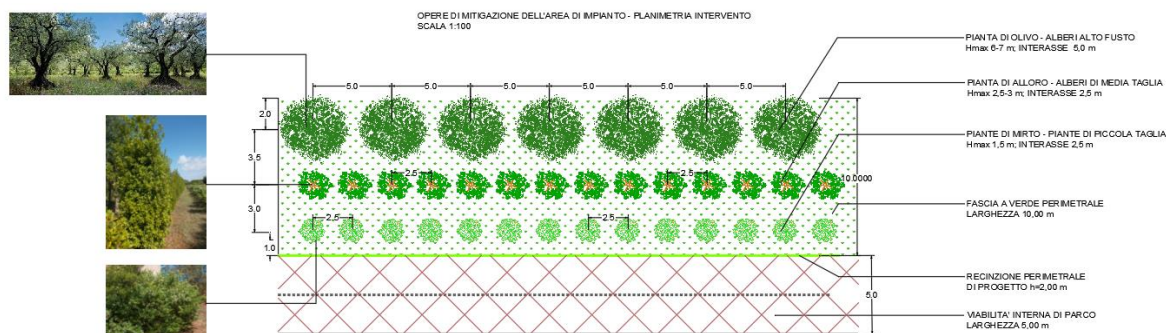 OPERE DI MITIGAZIONE DELL'AREA DI IMPIANTO - PLANIMETRIA INTERVENTO
SCALA 1:100
PIANTA DI OLIVO - ALBERI ALTO FUSTO
Hmax 6-7 m; INTERASSE 5,0 m
PIANTA DI ALLORO - ALBERI DI MEDIA TAGLIA
Hmax 2,5-3 m; INTERASSE 2,5 m
PIANTE DI MIRTO - PIANTE DI PICCOLA TAGLIA
Hmax 1,5 m; INTERASSE 2,5 m
FASCIA A VERDE PERIMETRALE
LARGHEZZA 10,00 m
RECINZIONE PERIMETRALE
DI PROGETTO h=2,00 m
VIABILITA' INTERNA DI PARCO
LARGHEZZA 5,00 m
5.0 5.0 5.0 5.0 5.0 5.0
2.0
3.5
2.5 2.5
10.0000
3.0
2.5 2.5
1.0
5.0